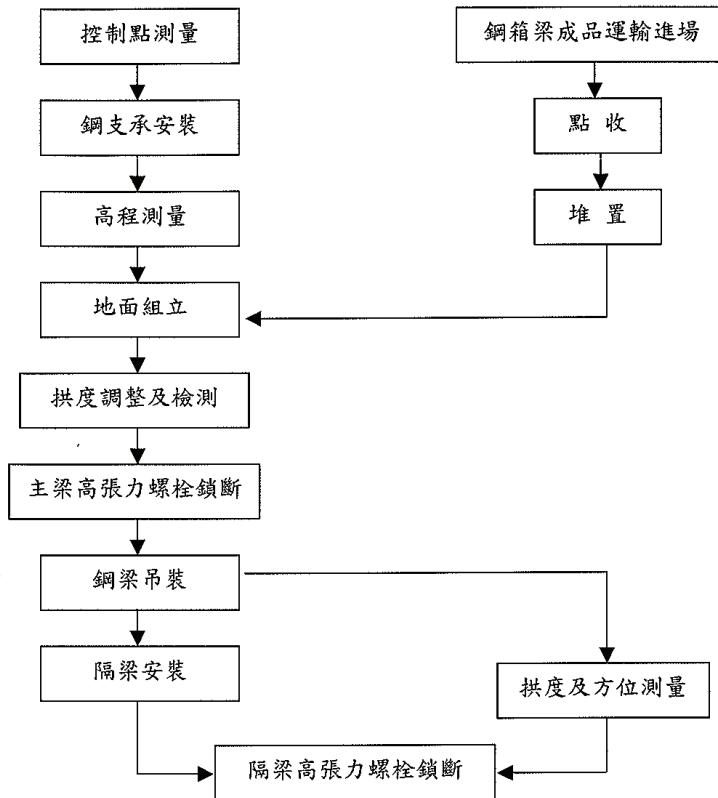 控制點測量
鋼箱梁成品運輸進場
鋼支承安裝
點收
高程測量
堆置
地面組立
拱度調整及檢測
主梁高張力螺栓鎖斷
鋼梁吊裝
隔梁安裝
拱度及方位測量
隔梁高張力螺栓鎖斷